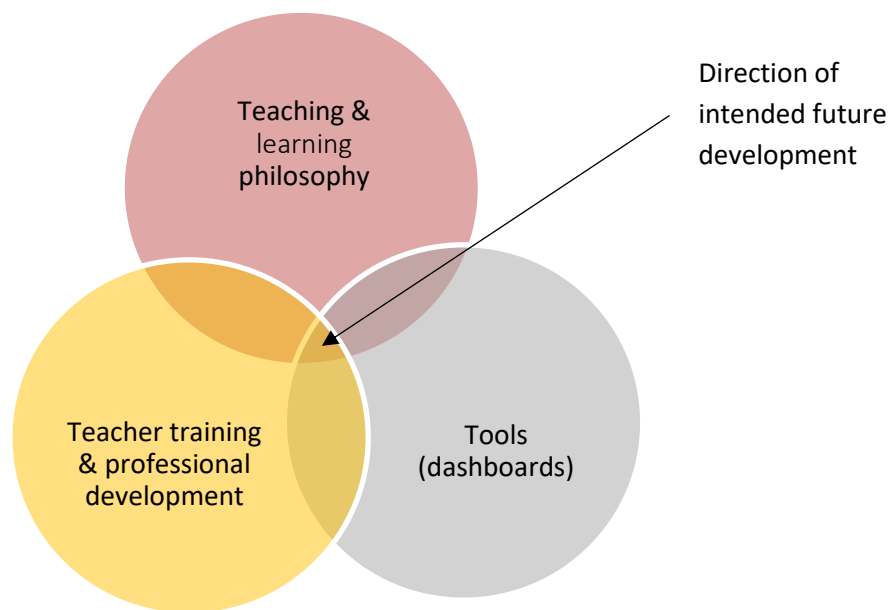 Teaching &
learning
philosophy
Direction of
intended future
development
Teacher training
& professional
development
Tools
(dashboards)